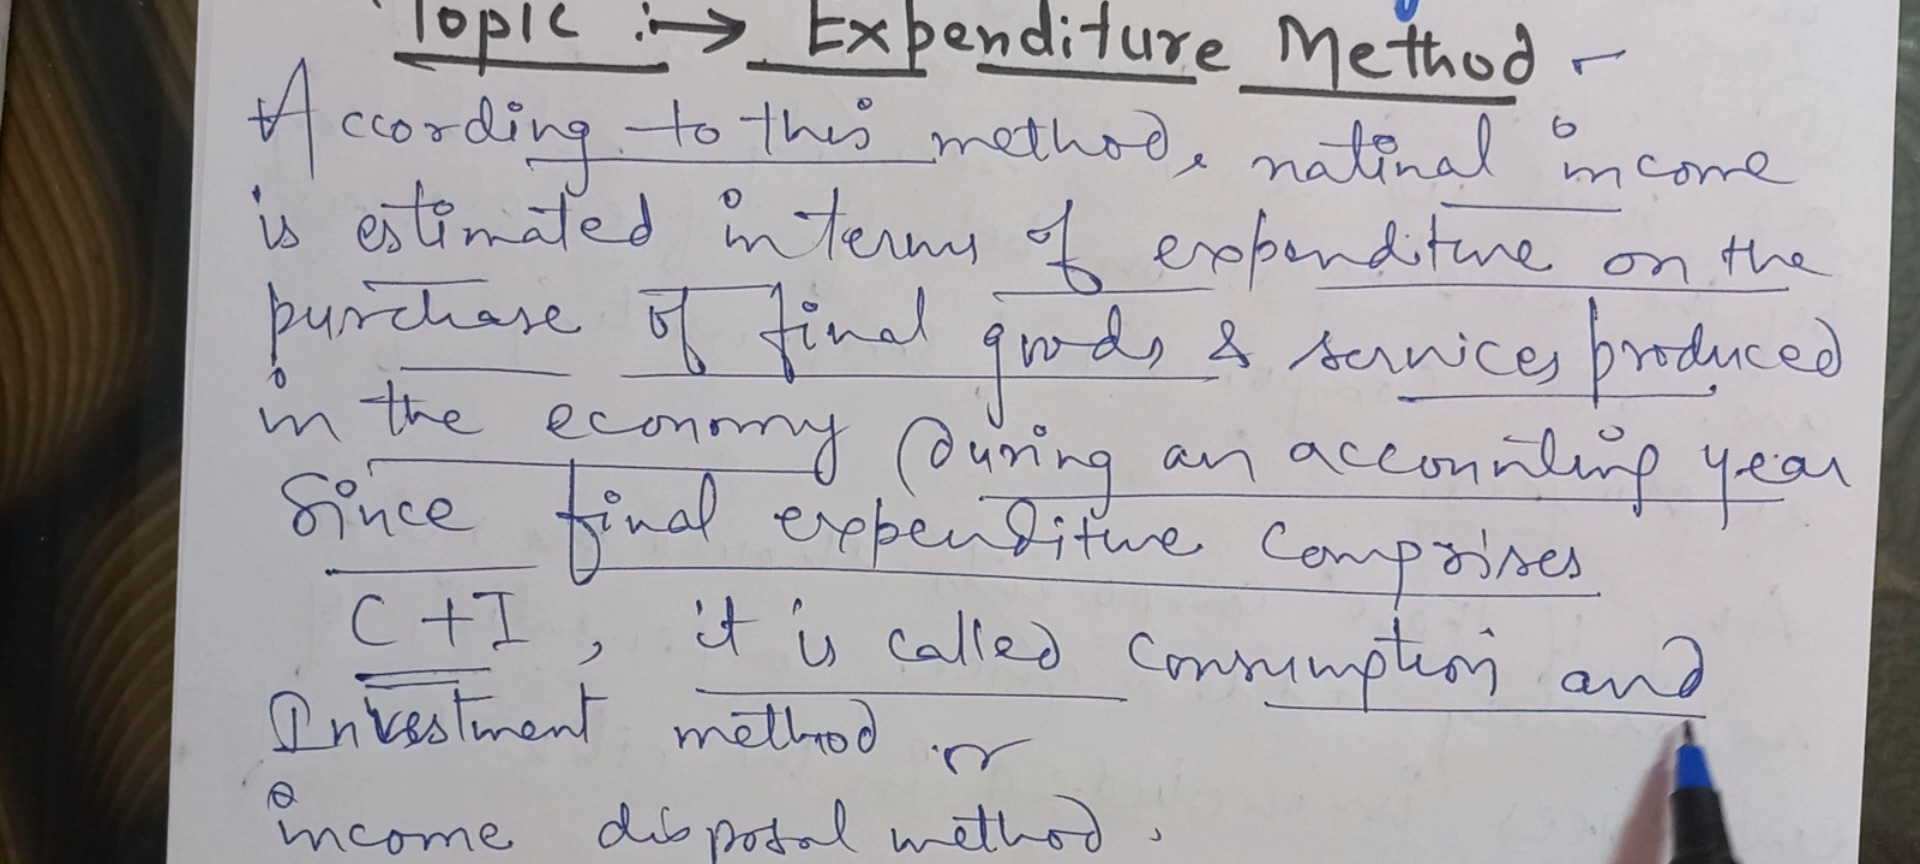 Topic :→ Expenditure Method -
According to this method, natinal income
is estimated in terms of expenditure on the
purchase of final goods & services produced
in the economy during an accounting year
Since final expenditure comprises
C + I , it is called Consumption and
Investment method or
income disposal method .